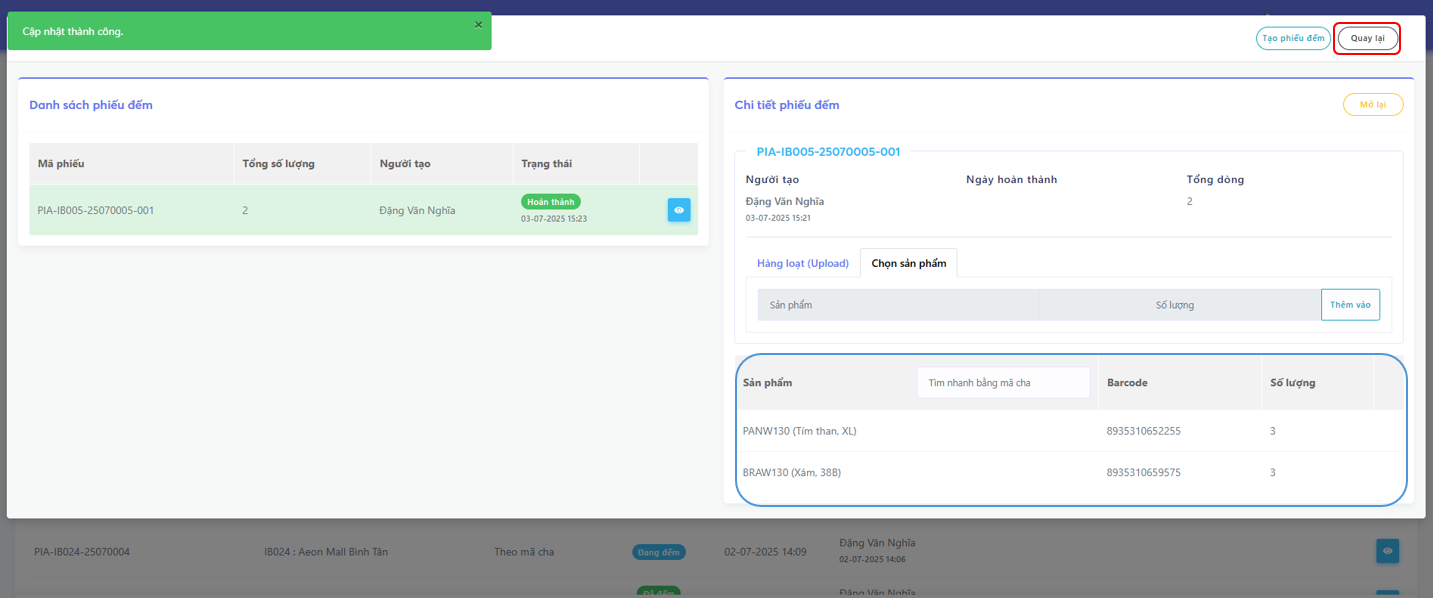 Cập nhật thành công.
×
Tạo phiếu đếm
Quay lại
Danh sách phiếu đếm
Mã phiếu
Tổng số lượng
Người tạo
Trạng thái
PIA-IB005-25070005-001
2
Đặng Văn Nghĩa
Hoàn thành
03-07-2025 15:23
Chi tiết phiếu đếm
Mở lại
PIA-IB005-25070005-001
Người tạo
Ngày hoàn thành
Tổng dòng
Đặng Văn Nghĩa
2
03-07-2025 15:21
Hàng loạt (Upload)
Chọn sản phẩm
Sản phẩm
Số lượng
Thêm vào
Sản phẩm
Tìm nhanh bằng mã cha
Barcode
Số lượng
PANW130 (Tím than, XL)
8935310652255
3
BRAW130 (Xám, 38B)
8935310659575
3
PIA-IB024-25070004
IB024 : Aeon Mall Bình Tân
Theo mã cha
Đang đếm
02-07-2025 14:09
Đặng Văn Nghĩa
02-07-2025 14:06
Đã đếm
Đặng Văn Nghĩa